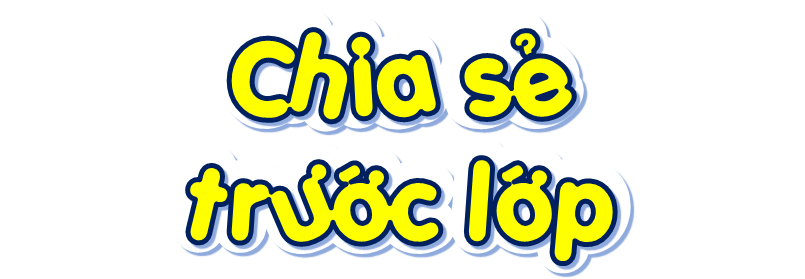 Chia sẻ
trước lớp